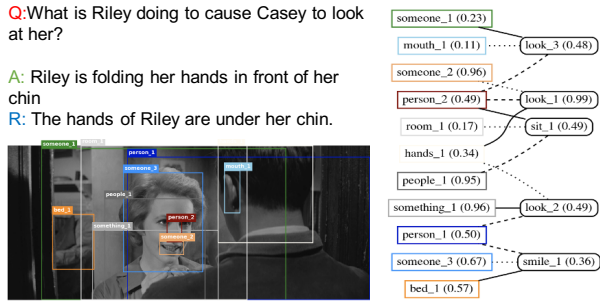 Q:What is Riley doing to cause Casey to look
at her?
A: Riley is folding her hands in front of her
chin
R: The hands of Riley are under her chin.
someone_1
person_1
someone_3
mouth_1
people_1
bed_1
person_2
something_1
someone_2
someone_1 (0.23)
mouth_1 (0.11)
look_3 (0.48)
someone_2 (0.96)
person_2 (0.49)
look_1 (0.99)
room_1 (0.17)
sit_1 (0.49)
hands_1 (0.34)
people_1 (0.95)
something_1 (0.96)
look_2 (0.49)
person_1 (0.50)
someone_3 (0.67)
smile_1 (0.36)
bed_1 (0.57)